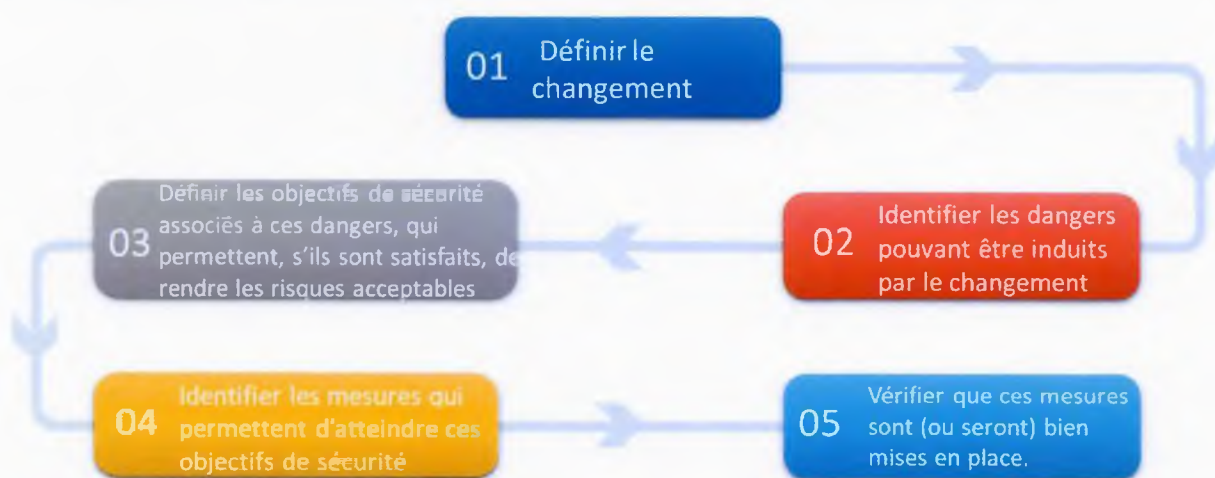 01 Définir le
changement
02 Identifier les dangers
pouvant être induits
par le changement
03 Définir les objectifs de sécurité
associés à ces dangers, qui
permettent, s'ils sont satisfaits, de
rendre les risques acceptables
04 Identifier les mesures qui
permettent d'atteindre ces
objectifs de sécurité
05 Vérifier que ces mesures
sont (ou seront) bien
mises en place.